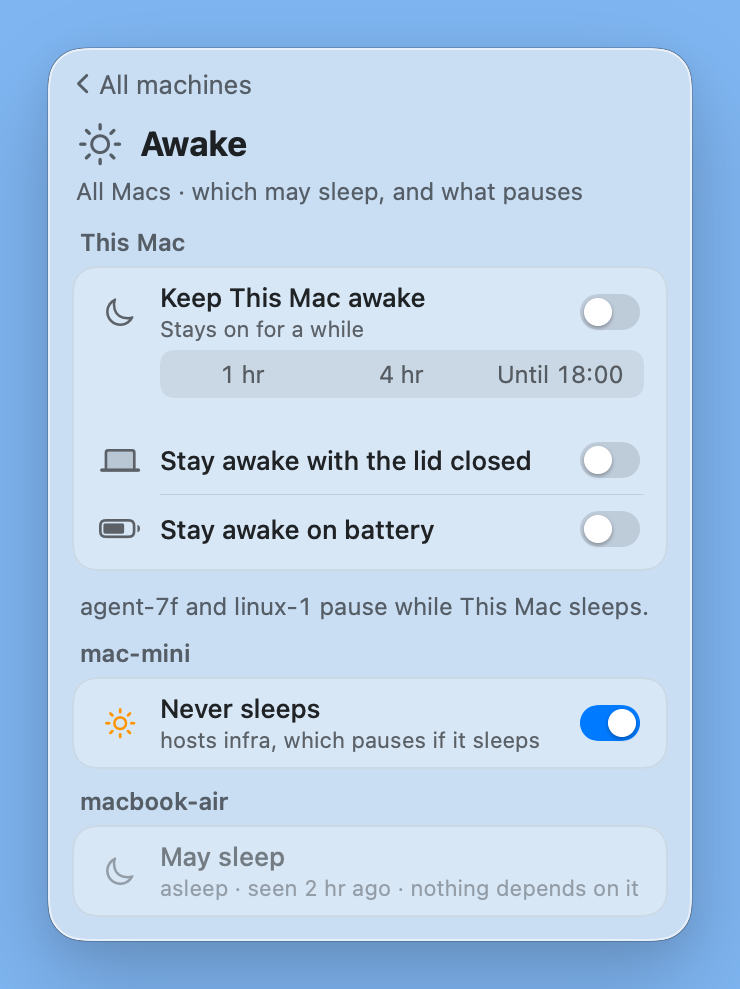 All machines
Awake
All Macs · which may sleep, and what pauses
This Mac
Keep This Mac awake
Stays on for a while
1 hr 4 hr Until 18:00
Stay awake with the lid closed
Stay awake on battery
agent-7f and linux-1 pause while This Mac sleeps.
mac-mini
Never sleeps
hosts infra, which pauses if it sleeps
macbook-air
May sleep
asleep · seen 2 hr ago · nothing depends on it